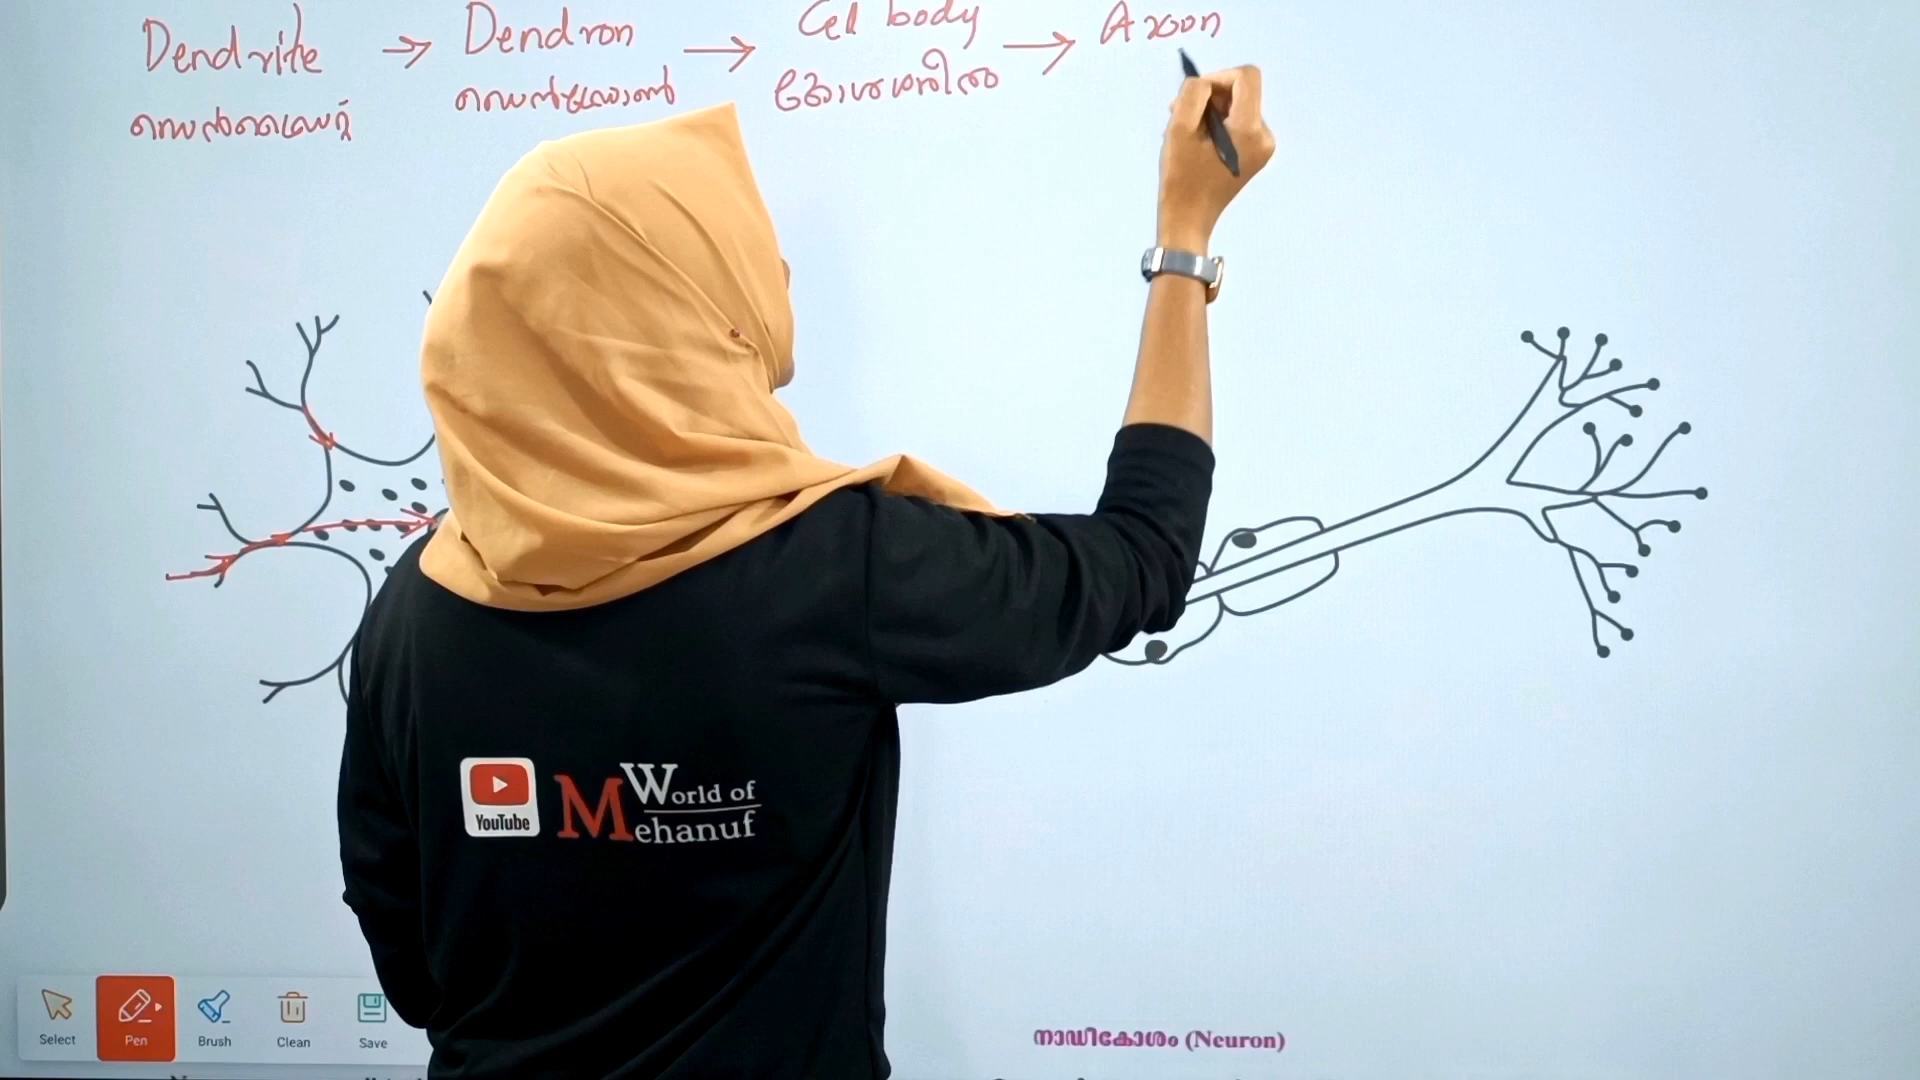 Dendrite → Dendron → Cell body → Axon
ഡെൻഡ്രൈറ്റ് ഡെൻഡ്രോൺ കോശശരീരം
YouTube
World of
Mehanuf
നാഡീകോശം (Neuron)
Select Pen Brush Clean Save